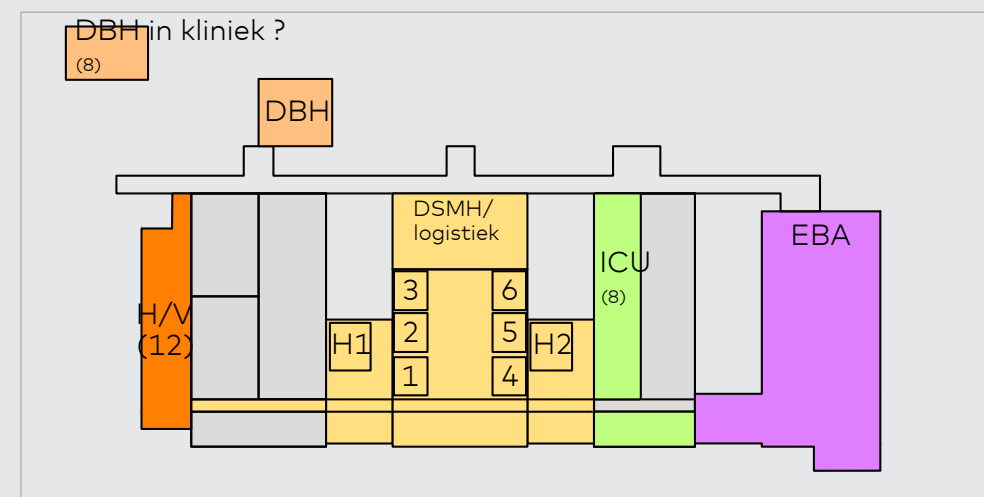 DBH in kliniek ?
(8)
DBH
DSMH/
logistiek
EBA
ICU
(8)
3
6
H/V
(12)
H1
2
5
H2
1
4